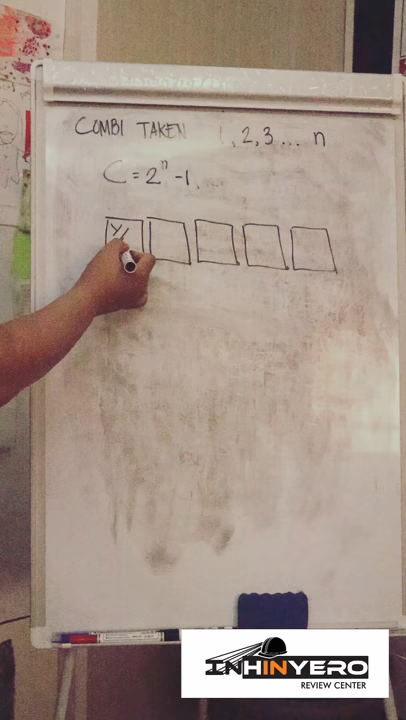 COMBI TAKEN 1, 2, 3 ... n
C = 2ⁿ - 1, ...
Y/
INHINYERO
REVIEW CENTER